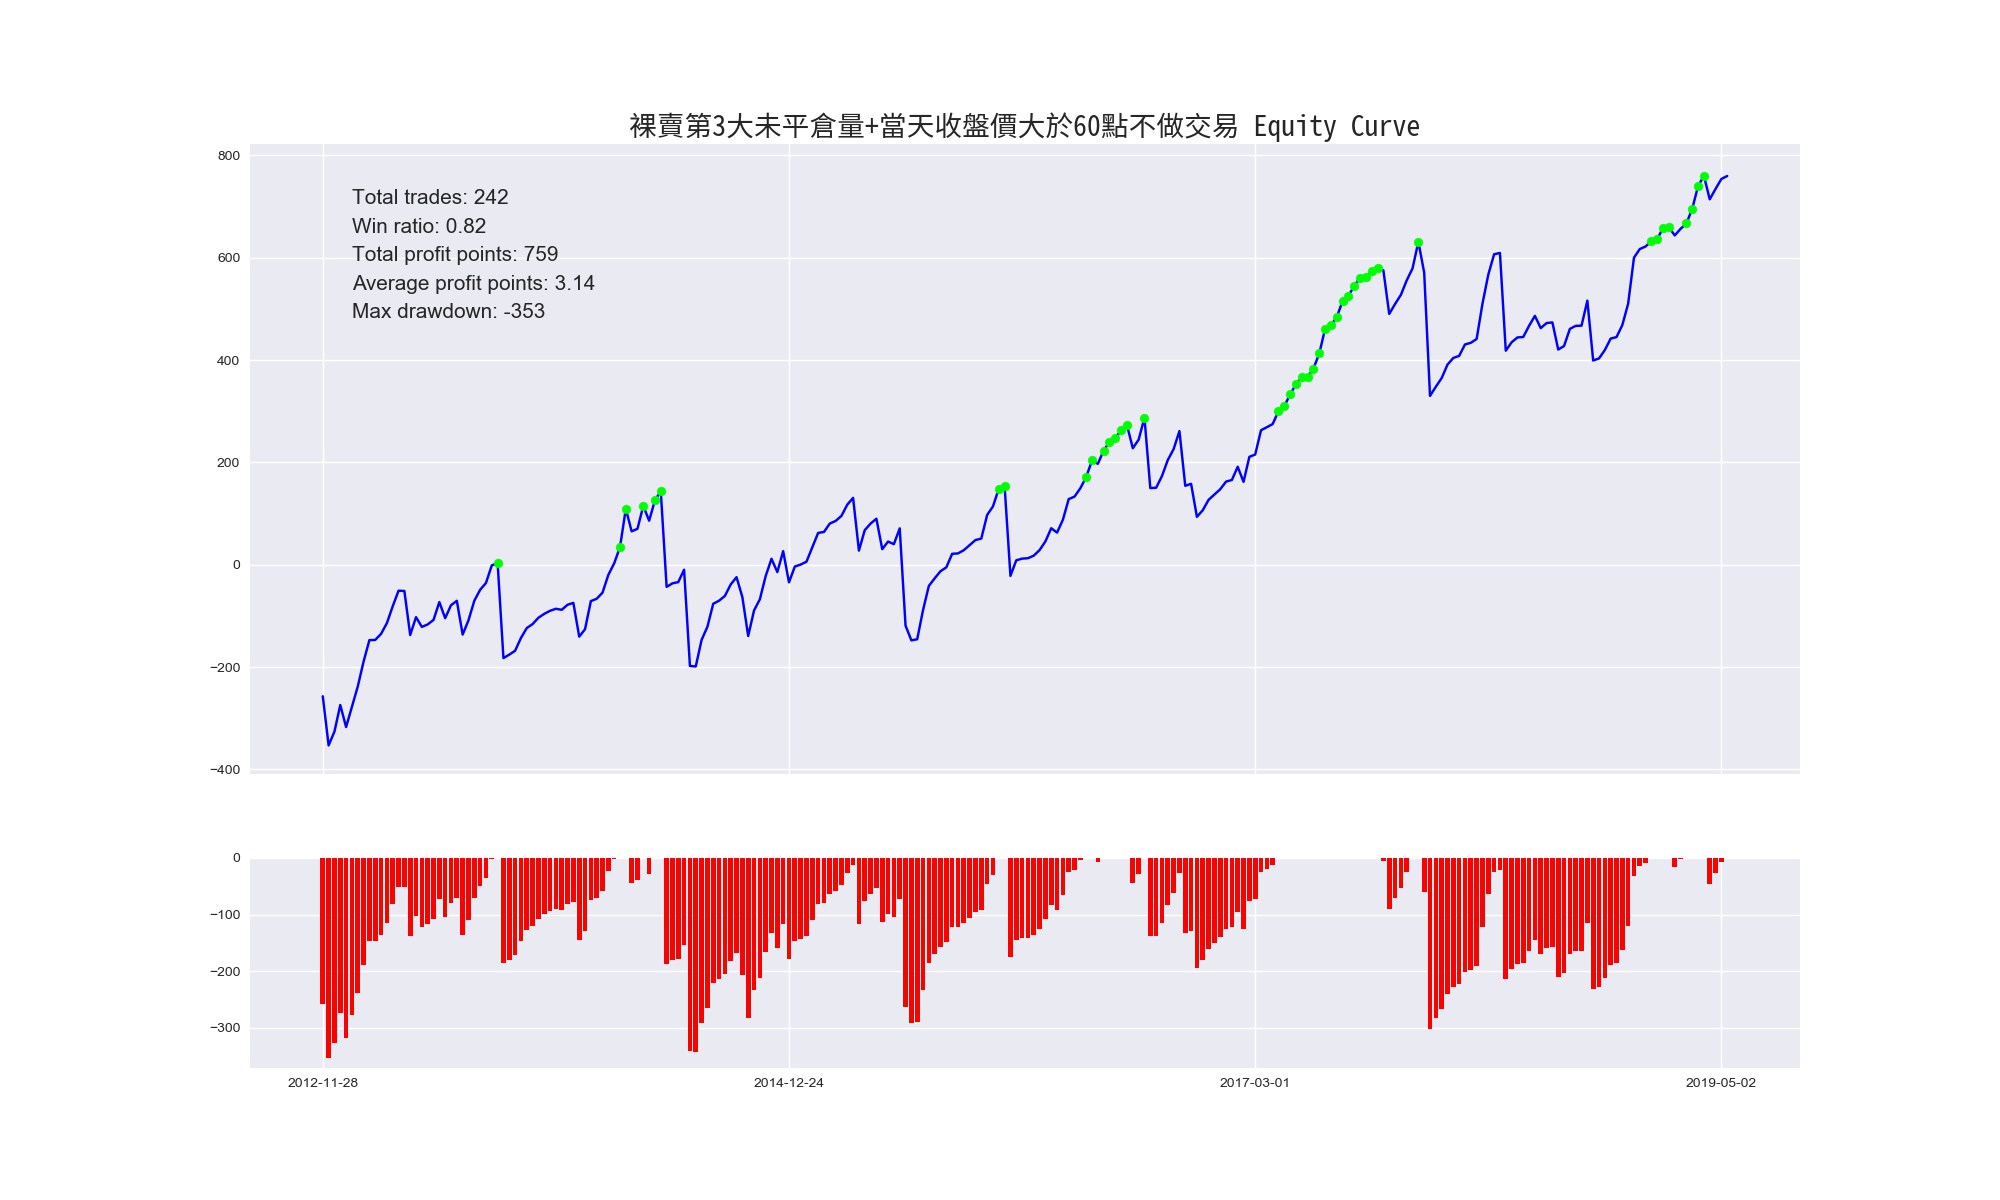 裸賣第3大未平倉量+當天收盤價大於60點不做交易 Equity Curve
800
Total trades: 242
Win ratio: 0.82
Total profit points: 759
Average profit points: 3.14
Max drawdown: -353
600
400
200
0
−200
−400
0
−100
−200
−300
2012-11-28
2014-12-24
2017-03-01
2019-05-02